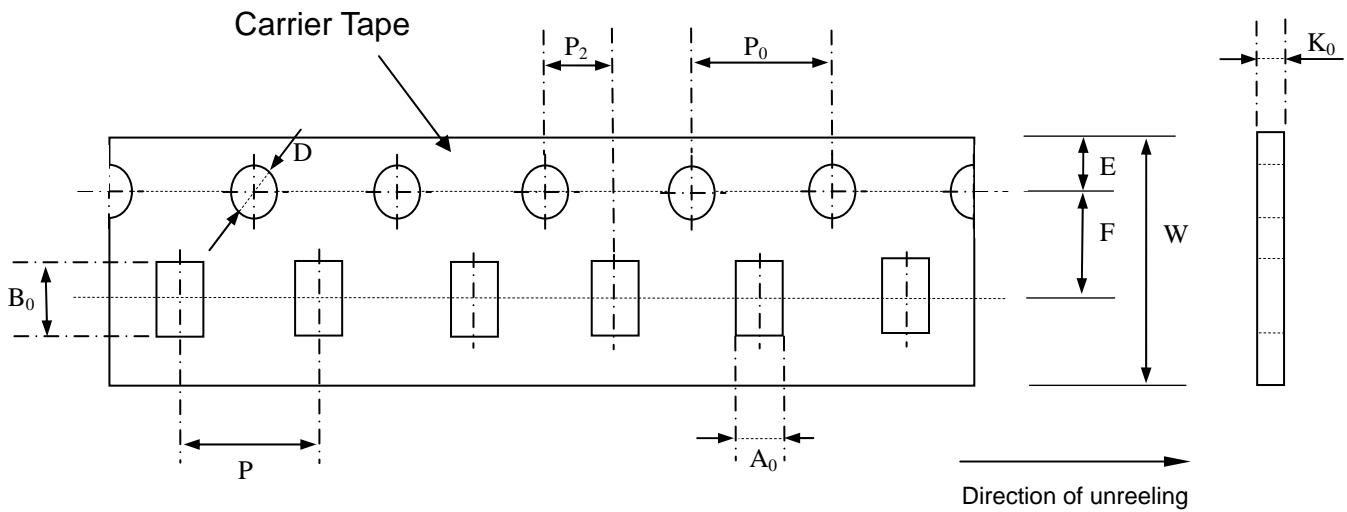 Carrier Tape
P₂
P₀
K₀
D
E
F
W
B₀
P
A₀
Direction of unreeling